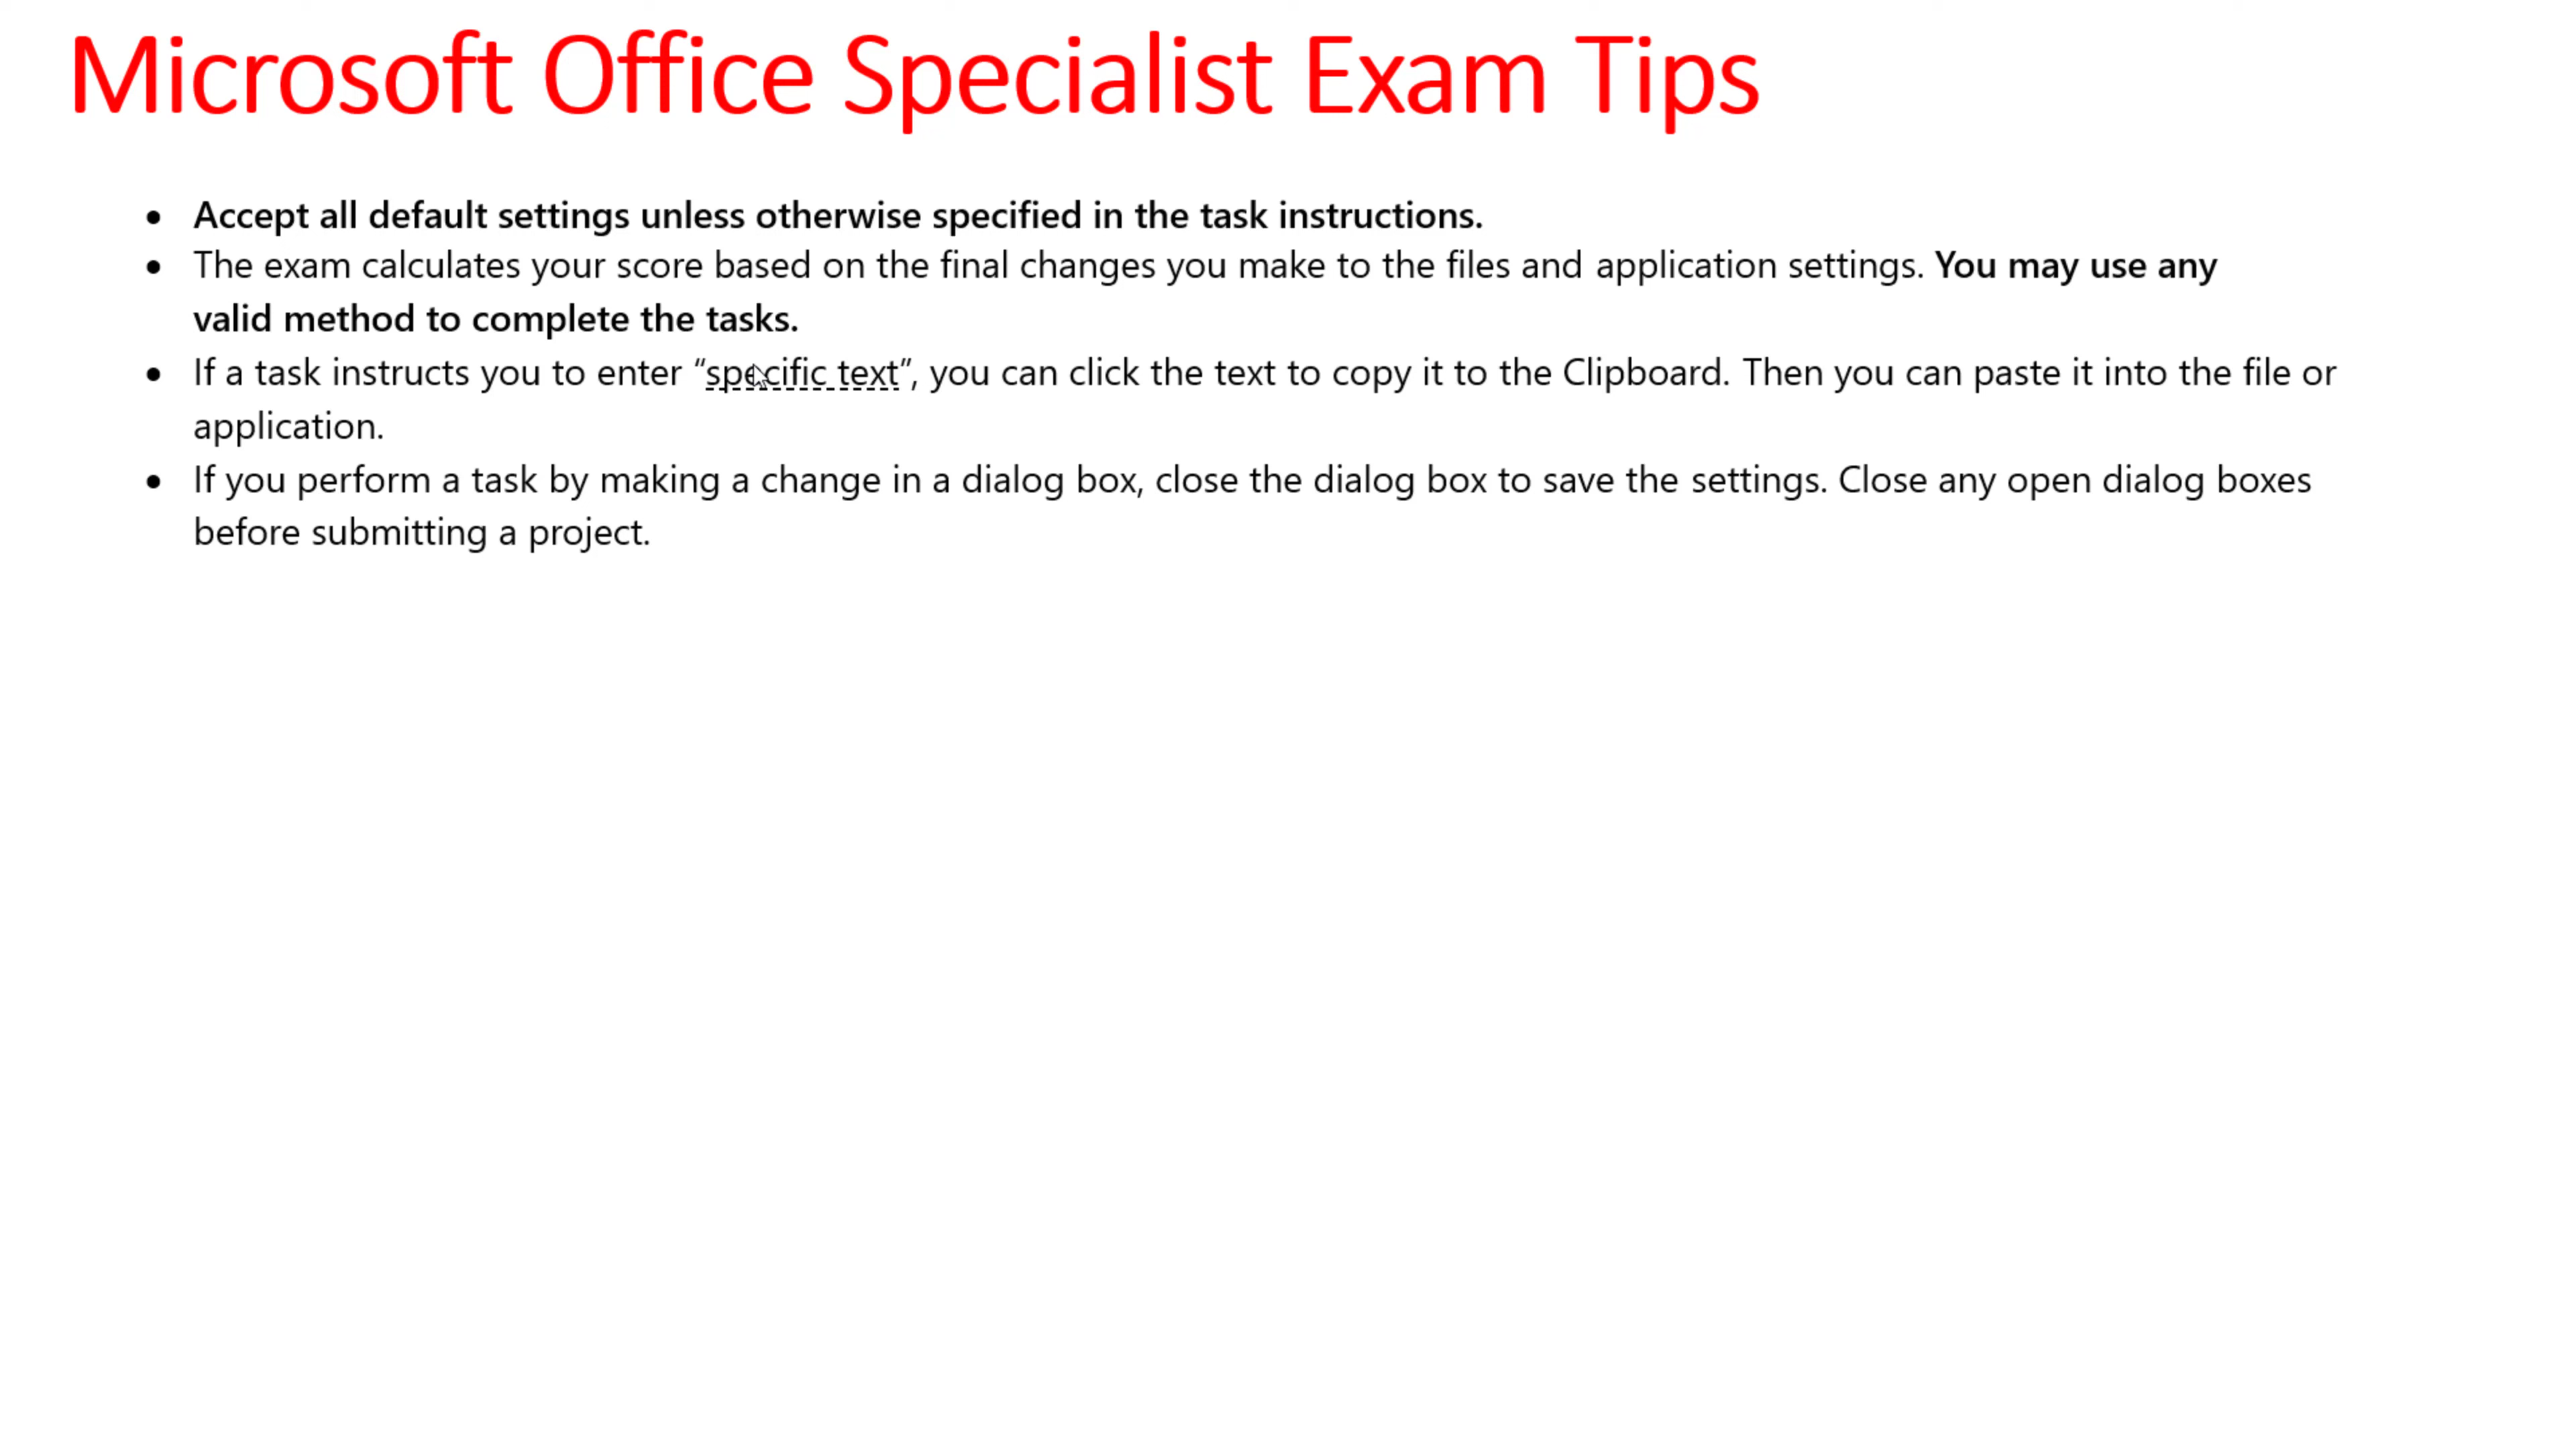 Microsoft Office Specialist Exam Tips
• Accept all default settings unless otherwise specified in the task instructions.
• The exam calculates your score based on the final changes you make to the files and application settings. You may use any
valid method to complete the tasks.
• If a task instructs you to enter “specific text”, you can click the text to copy it to the Clipboard. Then you can paste it into the file or
application.
• If you perform a task by making a change in a dialog box, close the dialog box to save the settings. Close any open dialog boxes
before submitting a project.